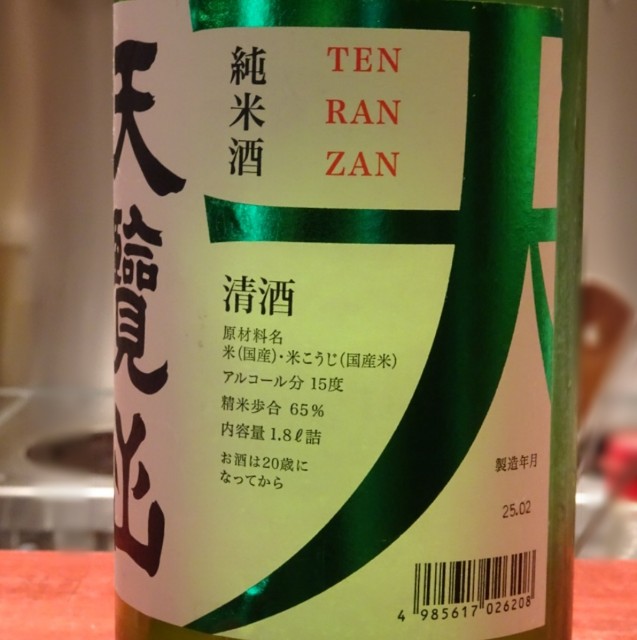 天覽山
純米酒
TEN
RAN
ZAN
清酒
原材料名
米(国産)・米こうじ(国産米)
アルコール分 15度
精米歩合 65%
内容量 1.8ℓ詰
お酒は20歳に
なってから
製造年月
25.02
4 985617 026208